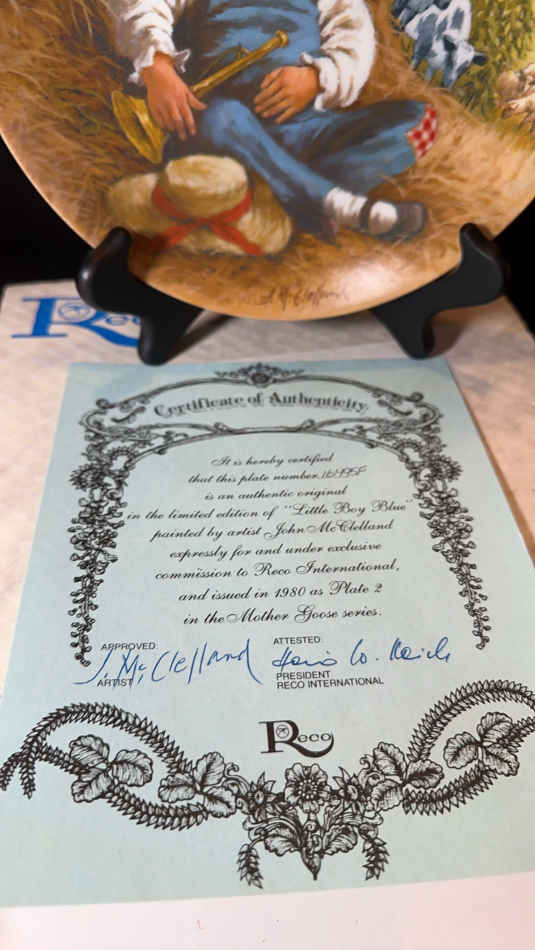 Reco
Certificate of Authenticity
It is hereby certified
that this plate number
is an authentic original
in the limited edition of "Little Boy Blue"
painted by artist John McClelland
expressly for and under exclusive
commission to Reco International,
and issued in 1980 as Plate 2
in the Mother Goose series.
APPROVED:
J. McClelland
ARTIST
ATTESTED:
PRESIDENT
RECO INTERNATIONAL
Reco